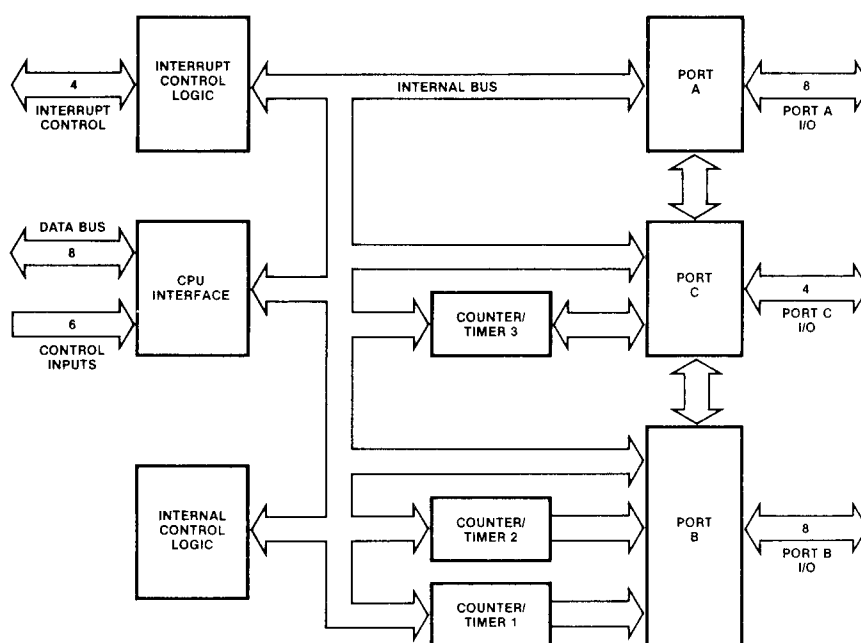 4
INTERRUPT
CONTROL
INTERRUPT
CONTROL
LOGIC
INTERNAL BUS
PORT
A
8
PORT A
I/O
DATA BUS
8
6
CONTROL
INPUTS
CPU
INTERFACE
COUNTER/
TIMER 3
PORT
C
4
PORT C
I/O
INTERNAL
CONTROL
LOGIC
COUNTER/
TIMER 2
COUNTER/
TIMER 1
PORT
B
8
PORT B
I/O